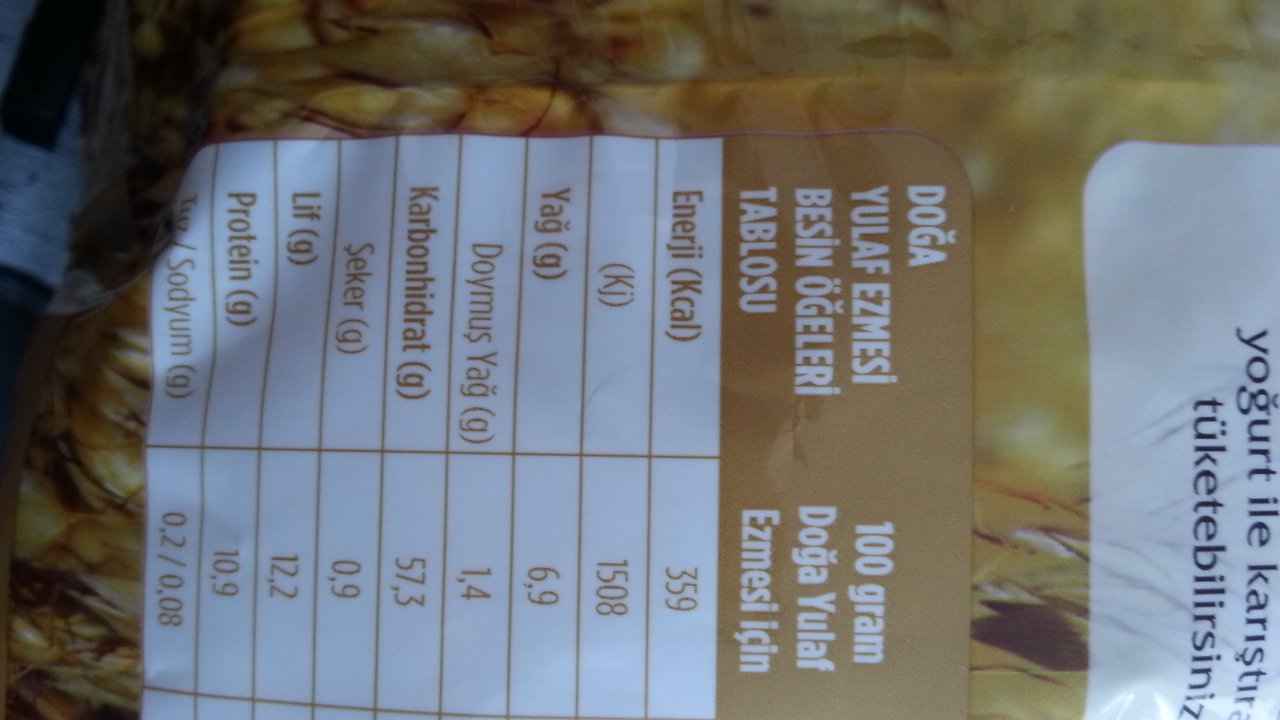 yoğurt ile karıştır
tüketebilirsiniz
DOĞA
YULAF EZMESİ
BESİN ÖĞELERİ
TABLOSU
100 gram
Doğa Yulaf
Ezmesi için
Enerji (Kcal) 359
(Kj) 1508
Yağ (g) 6,9
Doymuş Yağ (g) 1,4
Karbonhidrat (g) 57,3
Şeker (g) 0,9
Lif (g) 12,2
Protein (g) 10,9
Tuz / Sodyum (g) 0,2 / 0,08